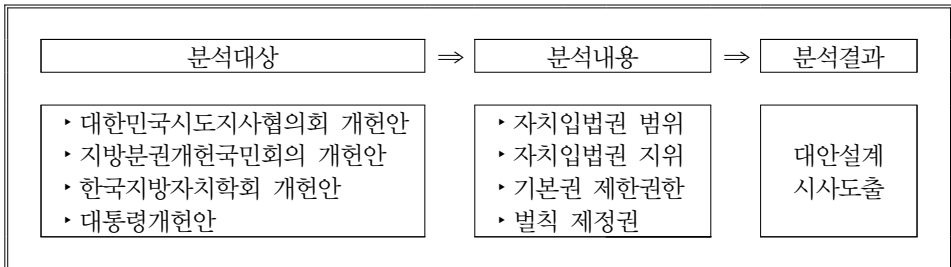 분석대상 ⇒ 분석내용 ⇒ 분석결과
‣대한민국시도지사협의회 개헌안
‣지방분권개헌국민회의 개헌안
‣한국지방자치학회 개헌안
‣대통령개헌안
‣자치입법권 범위
‣자치입법권 지위
‣기본권 제한권한
‣벌칙 제정권
대안설계
시사도출